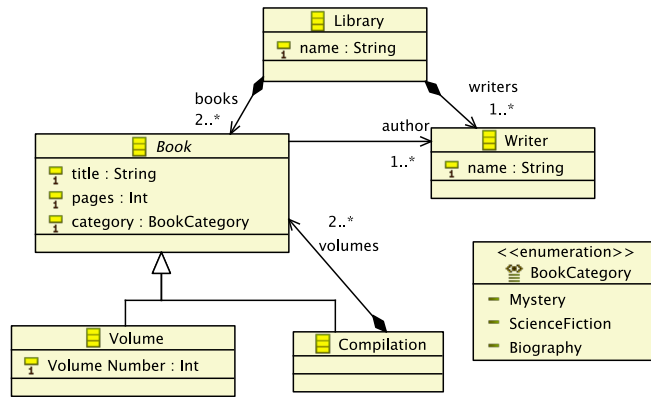 Library
name : String
books
2..*
writers
1..*
Book
title : String
pages : Int
category : BookCategory
author
1..*
Writer
name : String
2..*
volumes
<<enumeration>>
BookCategory
Mystery
ScienceFiction
Biography
Volume
Volume Number : Int
Compilation